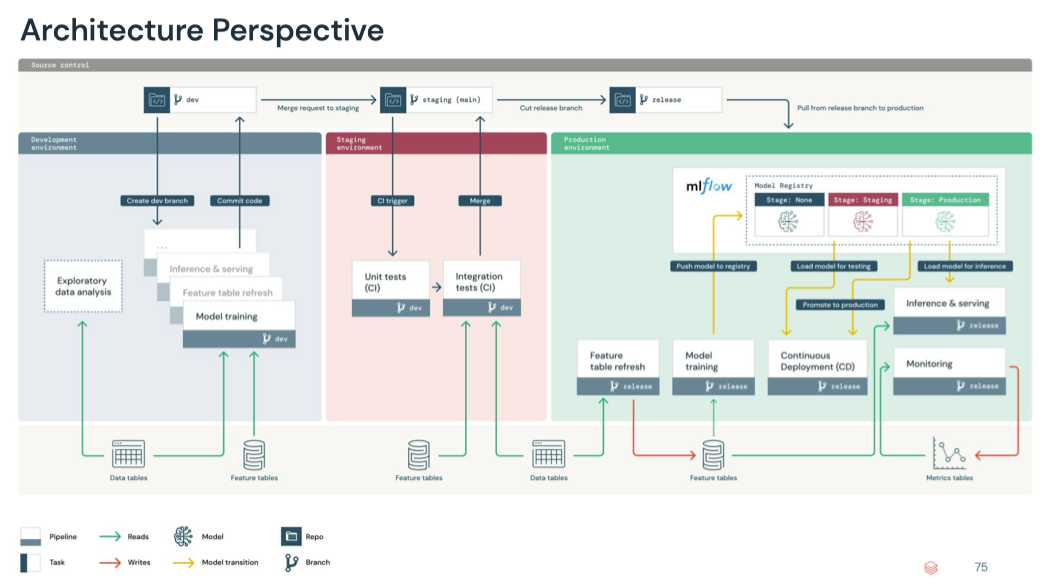 Architecture Perspective
Source control
dev
Merge request to staging
staging (main)
Cut release branch
release
Pull from release branch to production
Development
environment
Staging
environment
Production
environment
Create dev branch
Commit code
...
Inference & serving
Feature table refresh
Model training
dev
Exploratory
data analysis
CI trigger
Merge
Unit tests
(CI)
dev
Integration
tests (CI)
dev
mlflow
Model Registry
Stage: None
Stage: Staging
Stage: Production
Push model to registry
Load model for testing
Load model for inference
Promote to production
Inference & serving
release
Feature
table refresh
release
Model
training
release
Continuous
Deployment (CD)
release
Monitoring
release
Data tables
Feature tables
Feature tables
Data tables
Feature tables
Metrics tables
Pipeline
Reads
Model
Repo
Task
Writes
Model transition
Branch
75